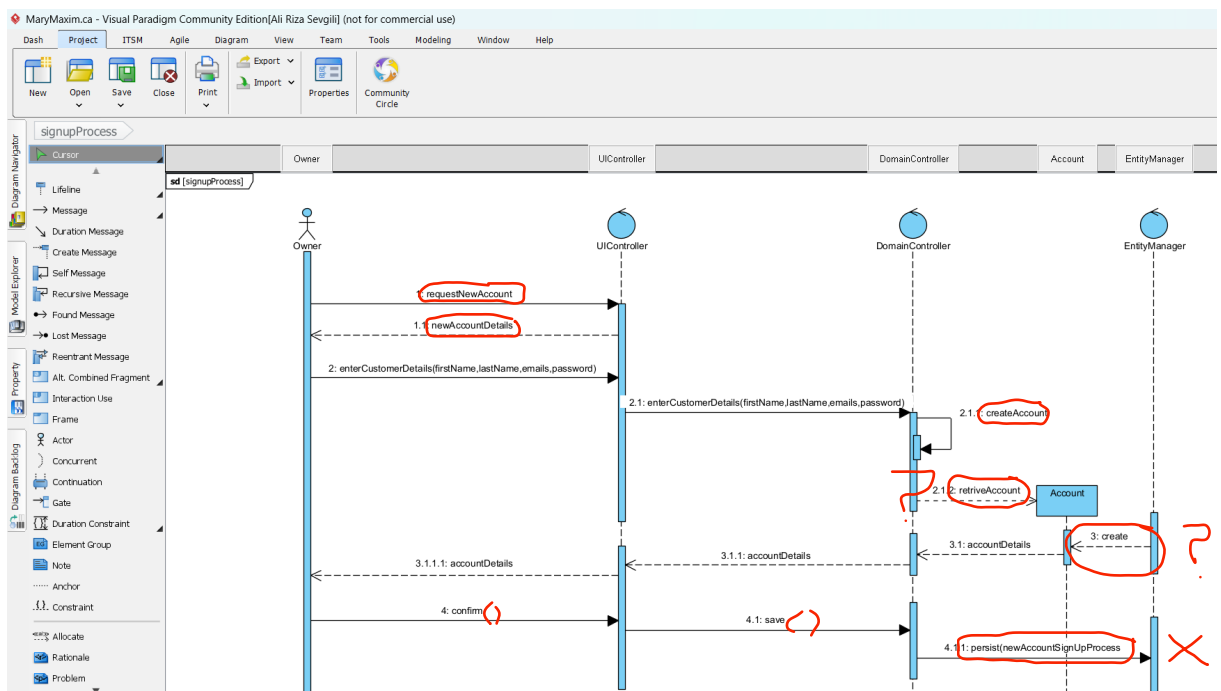 MaryMaxim.ca - Visual Paradigm Community Edition[Ali Riza Sevgili] (not for commercial use)
Dash Project ITSM Agile Diagram View Team Tools Modeling Window Help
New Open Save Close Print Export Import Properties Community Circle
signupProcess
Diagram Navigator
Model Explorer
Property
Diagram Backlog
Cursor
Lifeline
Message
Duration Message
Create Message
Self Message
Recursive Message
Found Message
Lost Message
Reentrant Message
Alt. Combined Fragment
Interaction Use
Frame
Actor
Concurrent
Continuation
Gate
Duration Constraint
Element Group
Note
Anchor
Constraint
Allocate
Rationale
Problem
Owner UIController DomainController Account EntityManager
sd [signupProcess]
Owner UIController DomainController EntityManager
1: requestNewAccount
1.1: newAccountDetails
2: enterCustomerDetails(firstName,lastName,emails,password)
2.1: enterCustomerDetails(firstName,lastName,emails,password)
2.1.1: createAccount
?
2.1.2: retriveAccount
Account
3: create
?
3.1: accountDetails
3.1.1: accountDetails
3.1.1.1: accountDetails
4: confirm ()
4.1: save ()
4.1.1: persist(newAccountSignUpProcess
X